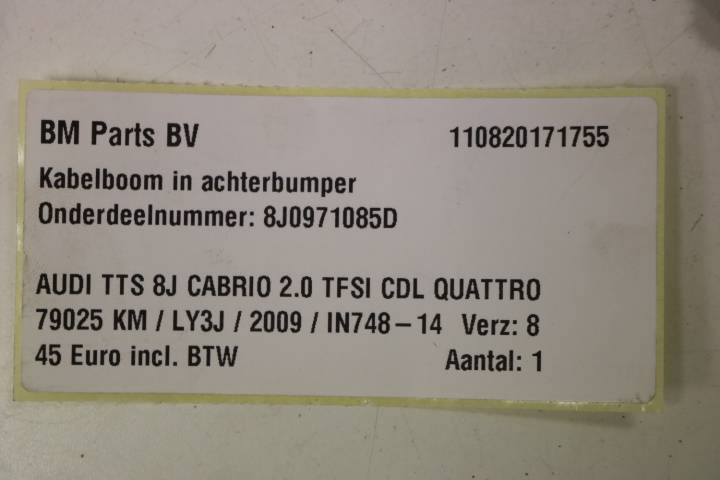 BM Parts BV 110820171755
Kabelboom in achterbumper
Onderdeelnummer: 8J0971085D
AUDI TTS 8J CABRIO 2.0 TFSI CDL QUATTRO
79025 KM / LY3J / 2009 / IN748-14 Verz: 8
45 Euro incl. BTW Aantal: 1